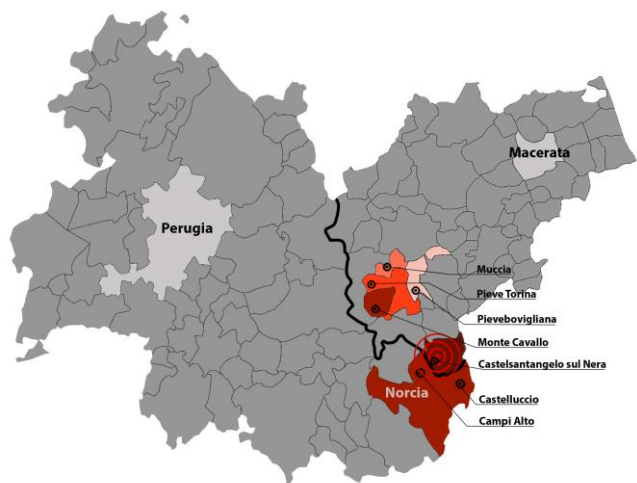 Macerata
Perugia
Muccia
Pieve Torina
Pievebovigliana
Monte Cavallo
Castelsantangelo sul Nera
Norcia
Castelluccio
Campi Alto